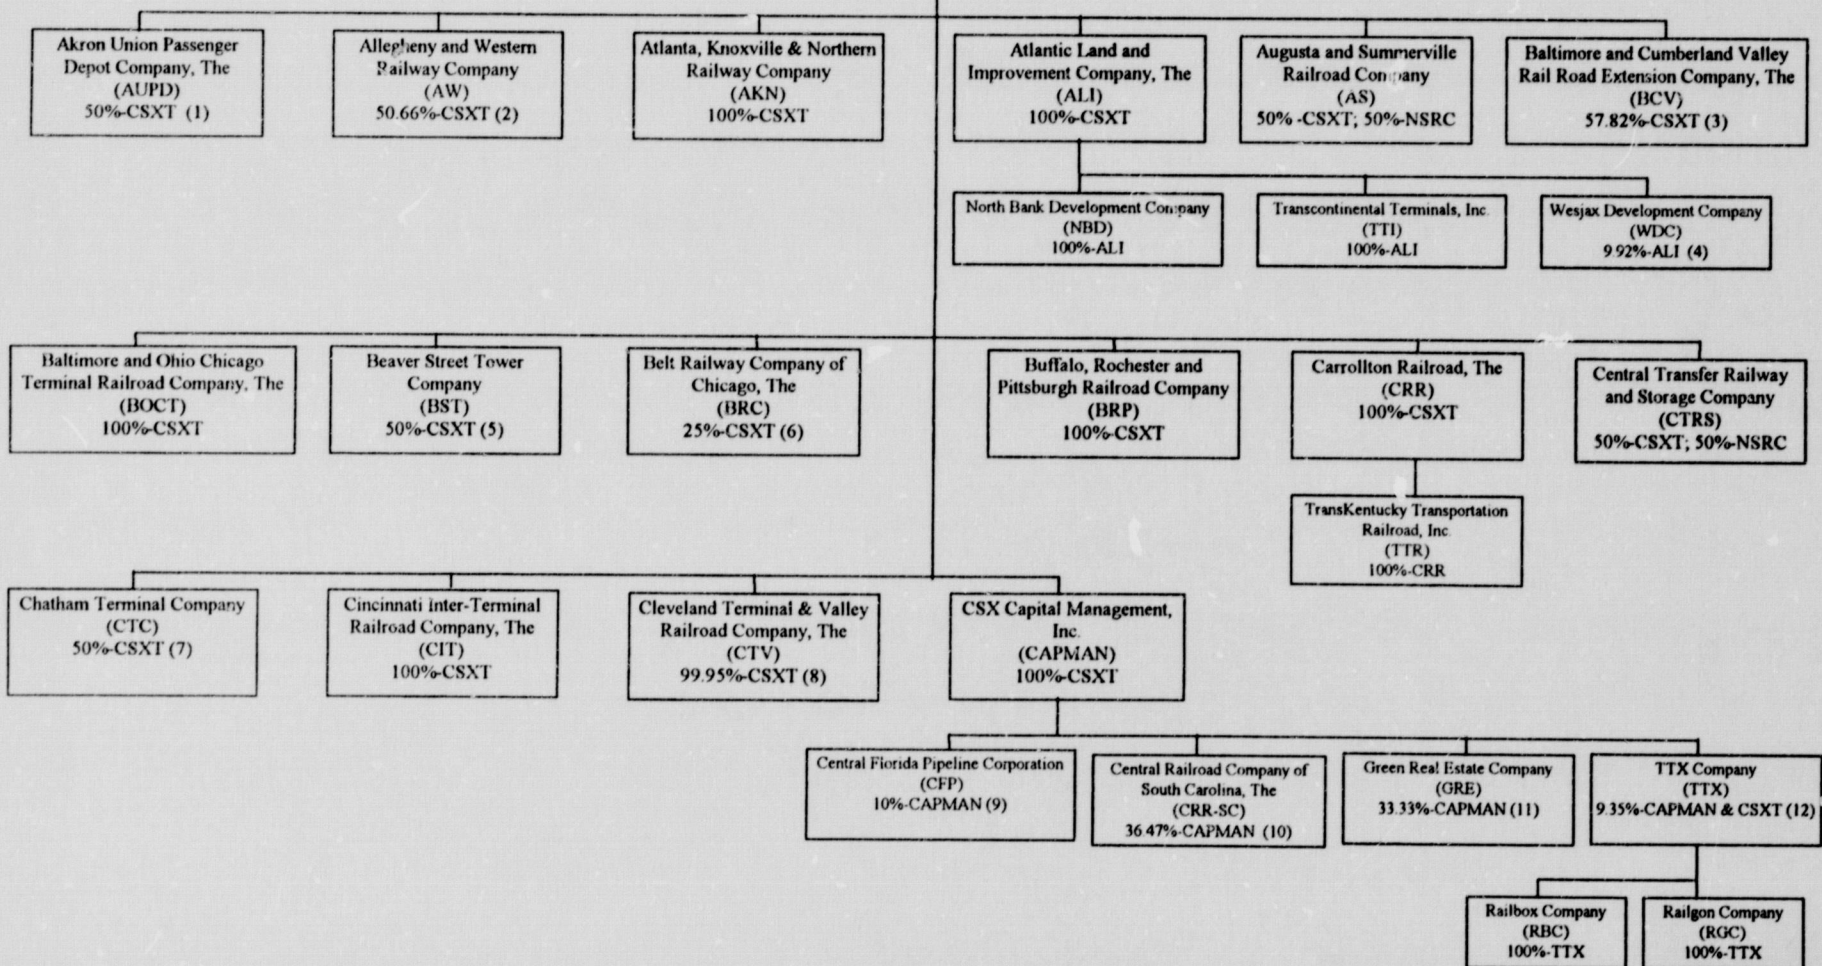 Akron Union Passenger
Depot Company, The
(AUPD)
50%-CSXT (1)
Allegheny and Western
Railway Company
(AW)
50.66%-CSXT (2)
Atlanta, Knoxville & Northern
Railway Company
(AKN)
100%-CSXT
Atlantic Land and
Improvement Company, The
(ALI)
100%-CSXT
Augusta and Summerville
Railroad Company
(AS)
50% -CSXT; 50%-NSRC
Baltimore and Cumberland Valley
Rail Road Extension Company, The
(BCV)
57.82%-CSXT (3)
North Bank Development Company
(NBD)
100%-ALI
Transcontinental Terminals, Inc.
(TTI)
100%-ALI
Wesjax Development Company
(WDC)
9.92%-ALI (4)
Baltimore and Ohio Chicago
Terminal Railroad Company, The
(BOCT)
100%-CSXT
Beaver Street Tower
Company
(BST)
50%-CSXT (5)
Belt Railway Company of
Chicago, The
(BRC)
25%-CSXT (6)
Buffalo, Rochester and
Pittsburgh Railroad Company
(BRP)
100%-CSXT
Carrollton Railroad, The
(CRR)
100%-CSXT
Central Transfer Railway
and Storage Company
(CTRS)
50%-CSXT; 50%-NSRC
TransKentucky Transportation
Railroad, Inc.
(TTR)
100%-CRR
Chatham Terminal Company
(CTC)
50%-CSXT (7)
Cincinnati Inter-Terminal
Railroad Company, The
(CIT)
100%-CSXT
Cleveland Terminal & Valley
Railroad Company, The
(CTV)
99.95%-CSXT (8)
CSX Capital Management,
Inc.
(CAPMAN)
100%-CSXT
Central Florida Pipeline Corporation
(CFP)
10%-CAPMAN (9)
Central Railroad Company of
South Carolina, The
(CRR-SC)
36.47%-CAPMAN (10)
Green Real Estate Company
(GRE)
33.33%-CAPMAN (11)
TTX Company
(TTX)
9.35%-CAPMAN & CSXT (12)
Railbox Company
(RBC)
100%-TTX
Railgon Company
(RGC)
100%-TTX